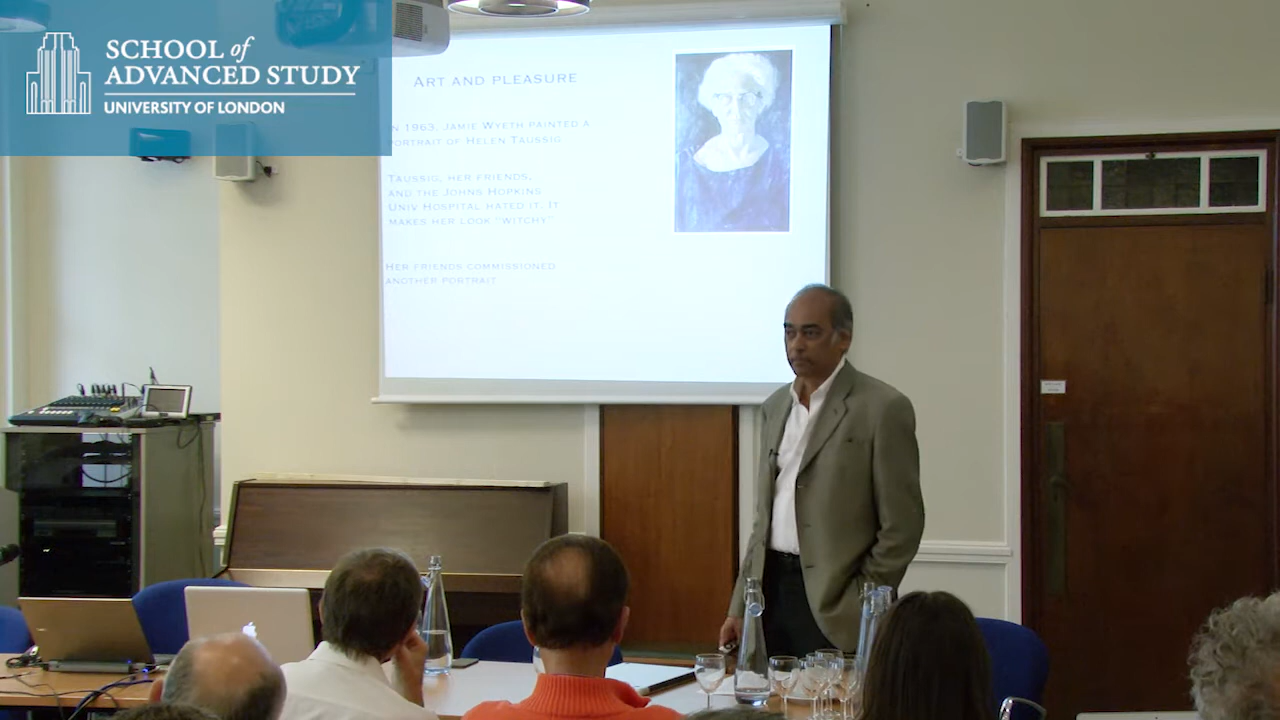 SCHOOL of
ADVANCED STUDY
UNIVERSITY OF LONDON
ART AND PLEASURE
N 1963, JAMIE WYETH PAINTED A
PORTRAIT OF HELEN TAUSSIG
TAUSSIG, HER FRIENDS,
AND THE JOHNS HOPKINS
UNIV HOSPITAL HATED IT. IT
MAKES HER LOOK "WITCHY"
HER FRIENDS COMMISSIONED
ANOTHER PORTRAIT